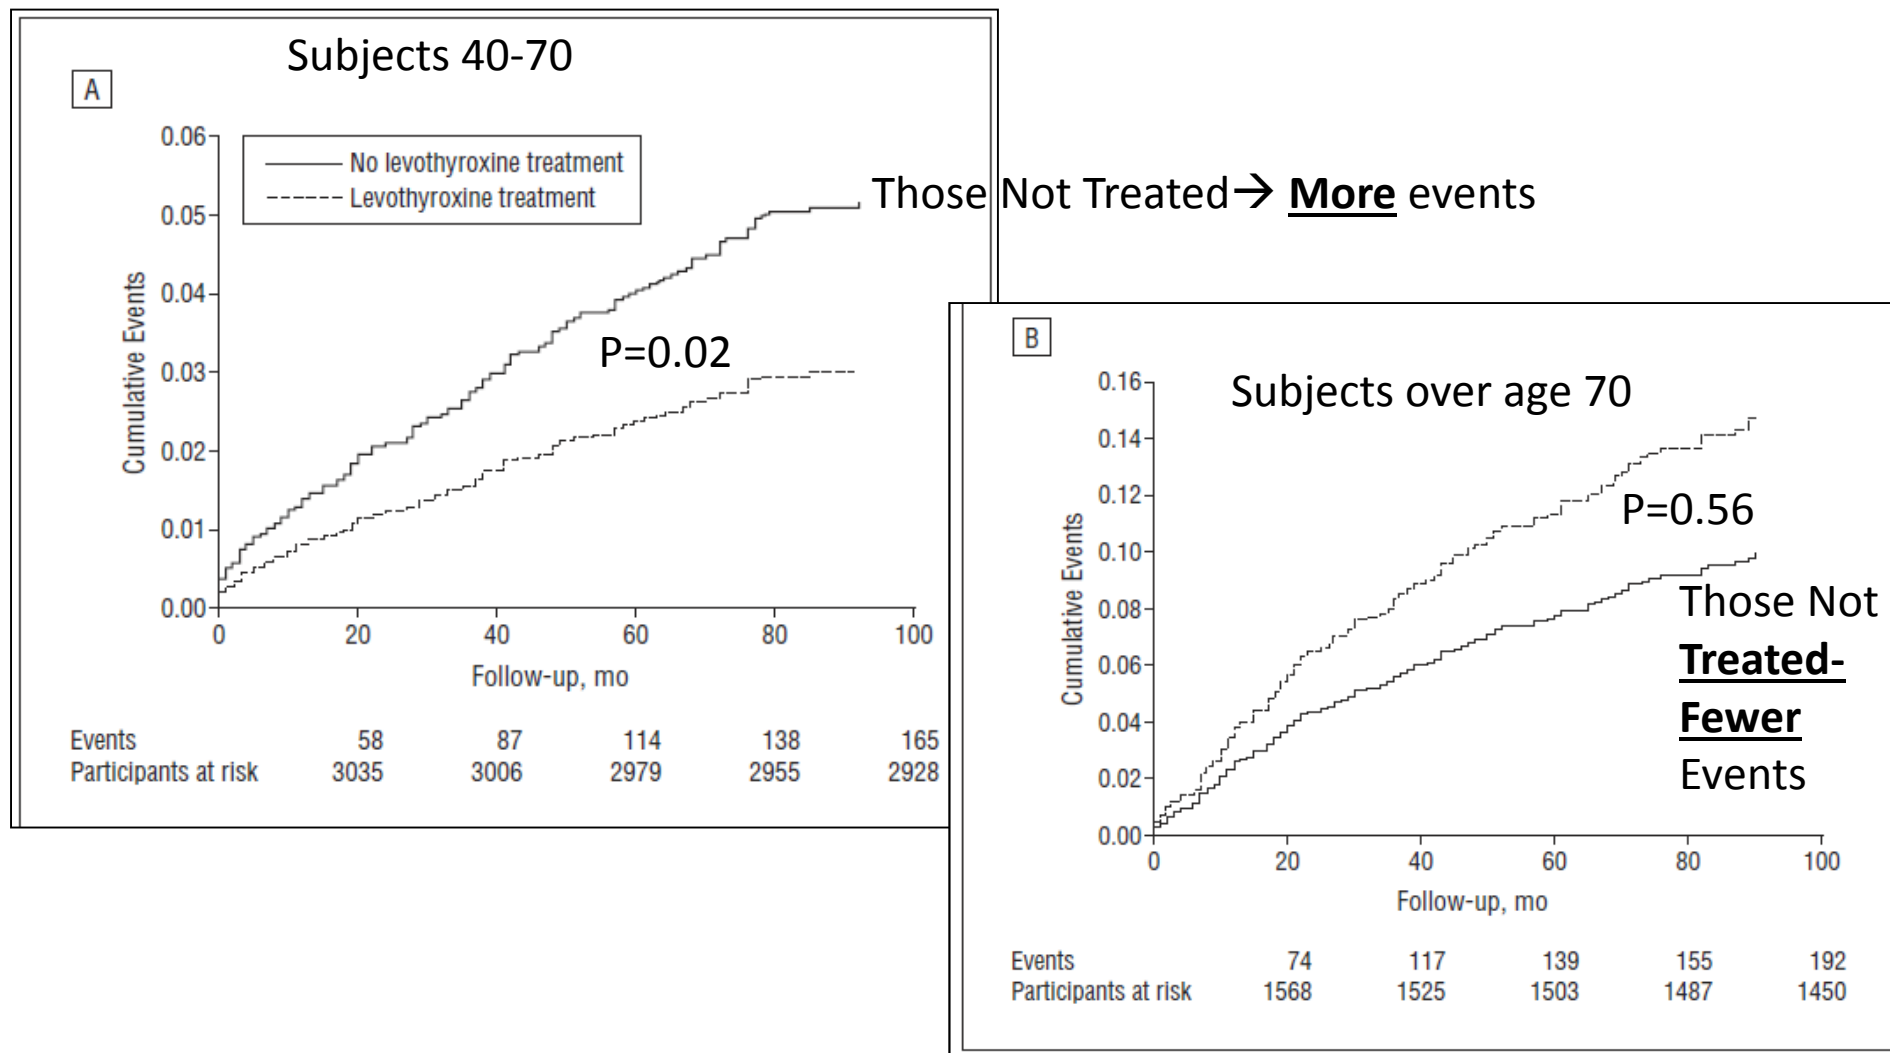 Subjects 40-70
A
0.06
0.05
0.04
0.03
0.02
0.01
0.00
Cumulative Events
No levothyroxine treatment
Levothyroxine treatment
P=0.02
0 20 40 60 80 100
Follow-up, mo
Events 58 87 114 138 165
Participants at risk 3035 3006 2979 2955 2928
Those Not Treated→ More events
B
Subjects over age 70
0.16
0.14
0.12
0.10
0.08
0.06
0.04
0.02
0.00
Cumulative Events
P=0.56
Those Not
Treated-
Fewer
Events
0 20 40 60 80 100
Follow-up, mo
Events 74 117 139 155 192
Participants at risk 1568 1525 1503 1487 1450